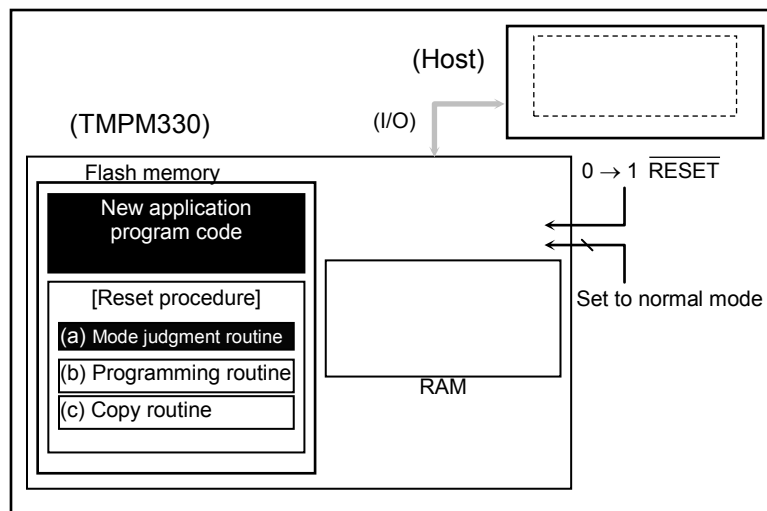 (Host)
(TMPM330)
(I/O)
Flash memory
0 → 1 RESET
New application
program code
[Reset procedure]
Set to normal mode
(a) Mode judgment routine
(b) Programming routine
RAM
(c) Copy routine